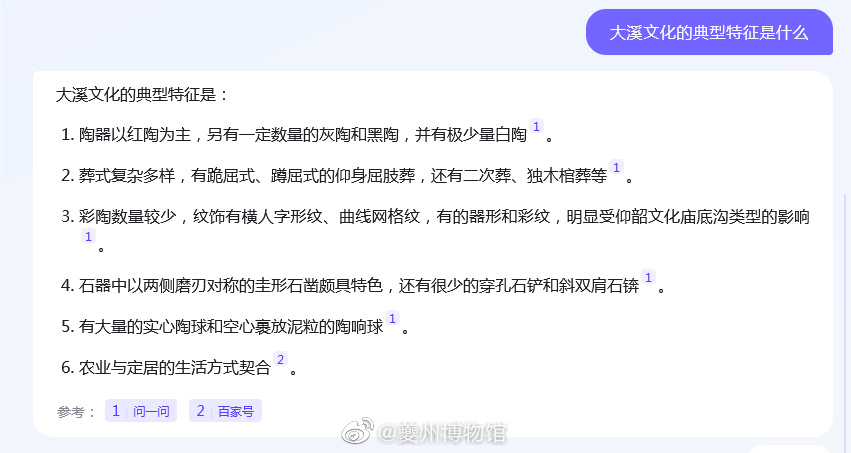 大溪文化的典型特征是什么
大溪文化的典型特征是：
1. 陶器以红陶为主，另有一定数量的灰陶和黑陶，并有极少量白陶 1 。
2. 葬式复杂多样，有跪屈式、蹲屈式的仰身屈肢葬，还有二次葬、独木棺葬等 1 。
3. 彩陶数量较少，纹饰有横人字形纹、曲线网格纹，有的器形和彩纹，明显受仰韶文化庙底沟类型的影响
1 。
4. 石器中以两侧磨刃对称的圭形石凿颇具特色，还有很少的穿孔石铲和斜双肩石锛 1 。
5. 有大量的实心陶球和空心裹放泥粒的陶响球 1 。
6. 农业与定居的生活方式契合 2 。
参考： 1 问一问 2 百家号
@夔州博物馆